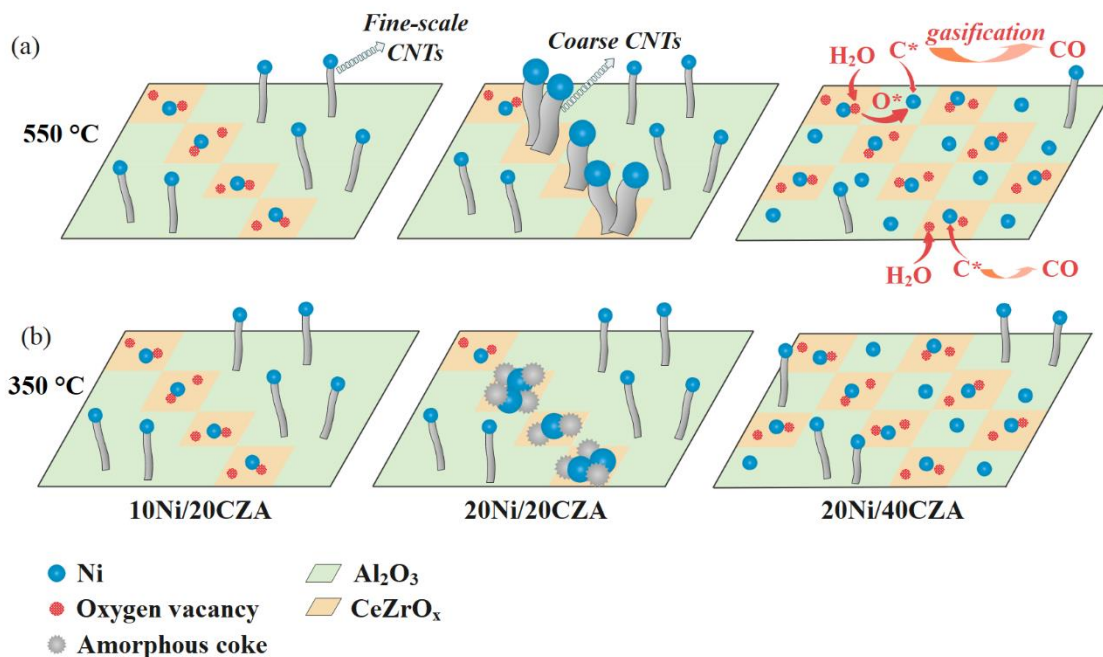 (a)
Fine-scale
CNTs
Coarse CNTs
gasification
H₂O
C*
CO
O*
550 °C
H₂O
C*
CO
(b)
350 °C
10Ni/20CZA
20Ni/20CZA
20Ni/40CZA
Ni
Al₂O₃
Oxygen vacancy
CeZrOₓ
Amorphous coke